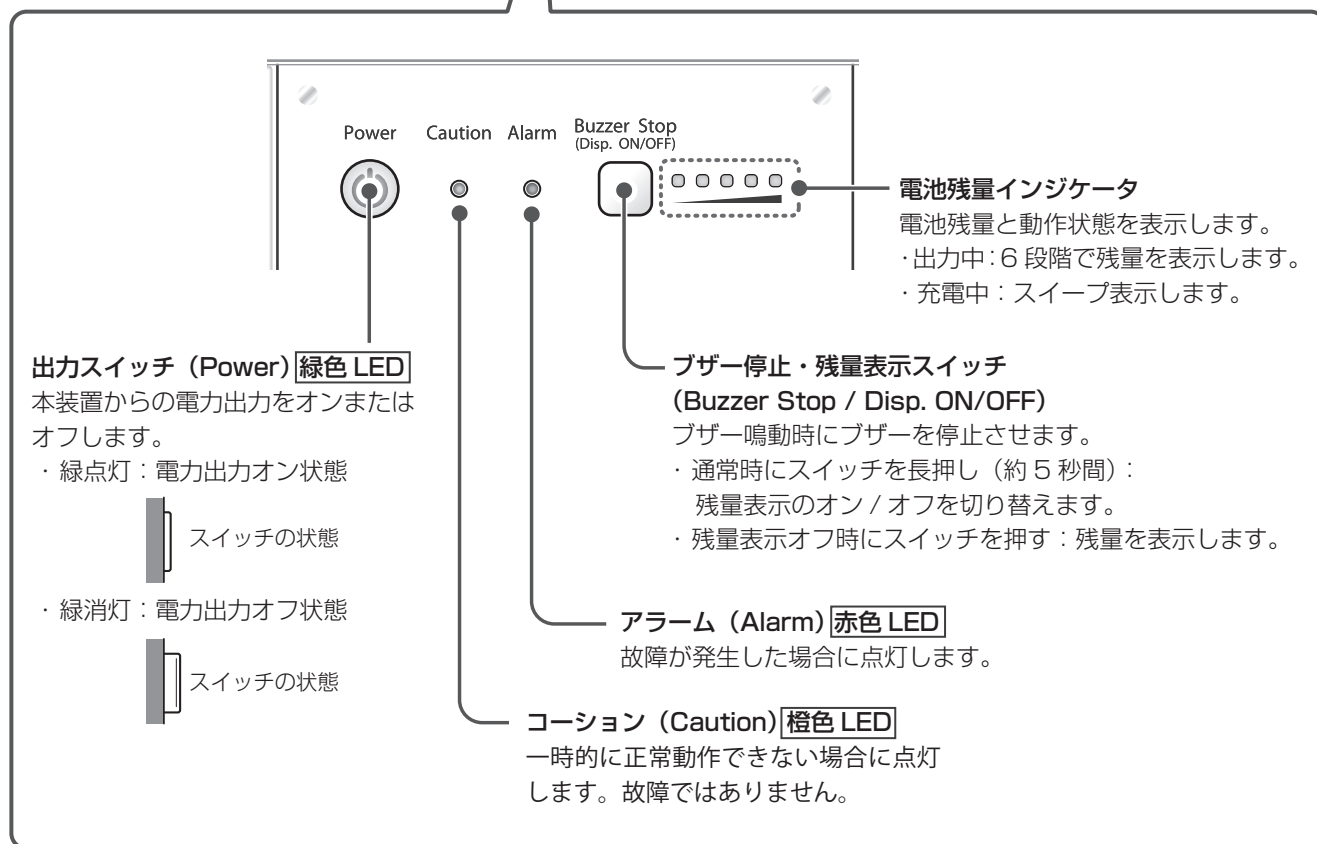 Power
Caution
Alarm
Buzzer Stop
(Disp. ON/OFF)
電池残量インジケータ
電池残量と動作状態を表示します。
・出力中：6 段階で残量を表示します。
・充電中：スイープ表示します。
出力スイッチ（Power）緑色 LED
本装置からの電力出力をオンまたは
オフします。
・緑点灯：電力出力オン状態
スイッチの状態
・緑消灯：電力出力オフ状態
スイッチの状態
ブザー停止・残量表示スイッチ
（Buzzer Stop / Disp. ON/OFF）
ブザー鳴動時にブザーを停止させます。
・通常時にスイッチを長押し（約 5 秒間）：
残量表示のオン / オフを切り替えます。
・残量表示オフ時にスイッチを押す：残量を表示します。
アラーム（Alarm）赤色 LED
故障が発生した場合に点灯します。
コーション（Caution）橙色 LED
一時的に正常動作できない場合に点灯
します。故障ではありません。